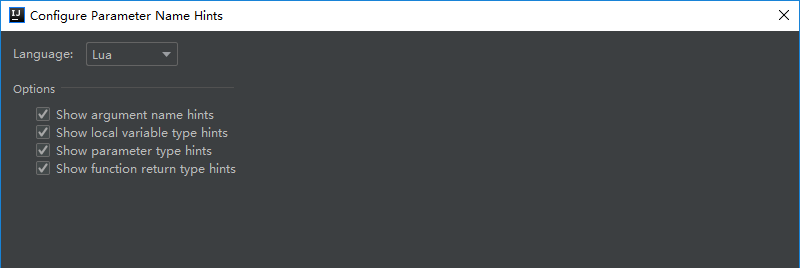 IJ Configure Parameter Name Hints
Language: Lua
Options
Show argument name hints
Show local variable type hints
Show parameter type hints
Show function return type hints